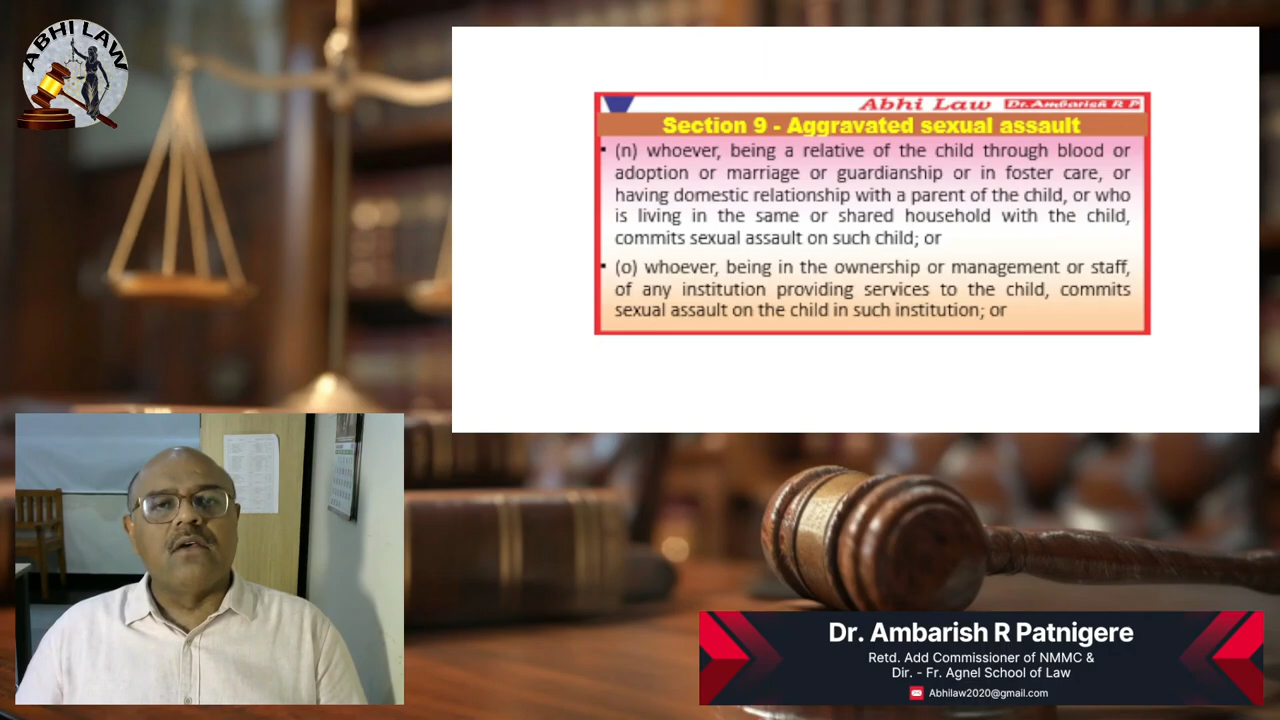 ABHI LAW
Abhi Law Dr.Ambarish R P
Section 9 - Aggravated sexual assault
(n) whoever, being a relative of the child through blood or
adoption or marriage or guardianship or in foster care, or
having domestic relationship with a parent of the child, or who
is living in the same or shared household with the child,
commits sexual assault on such child; or
(o) whoever, being in the ownership or management or staff,
of any institution providing services to the child, commits
sexual assault on the child in such institution; or
Dr. Ambarish R Patnigere
Retd. Add Commissioner of NMMC &
Dir. - Fr. Agnel School of Law
Abhilaw2020@gmail.com